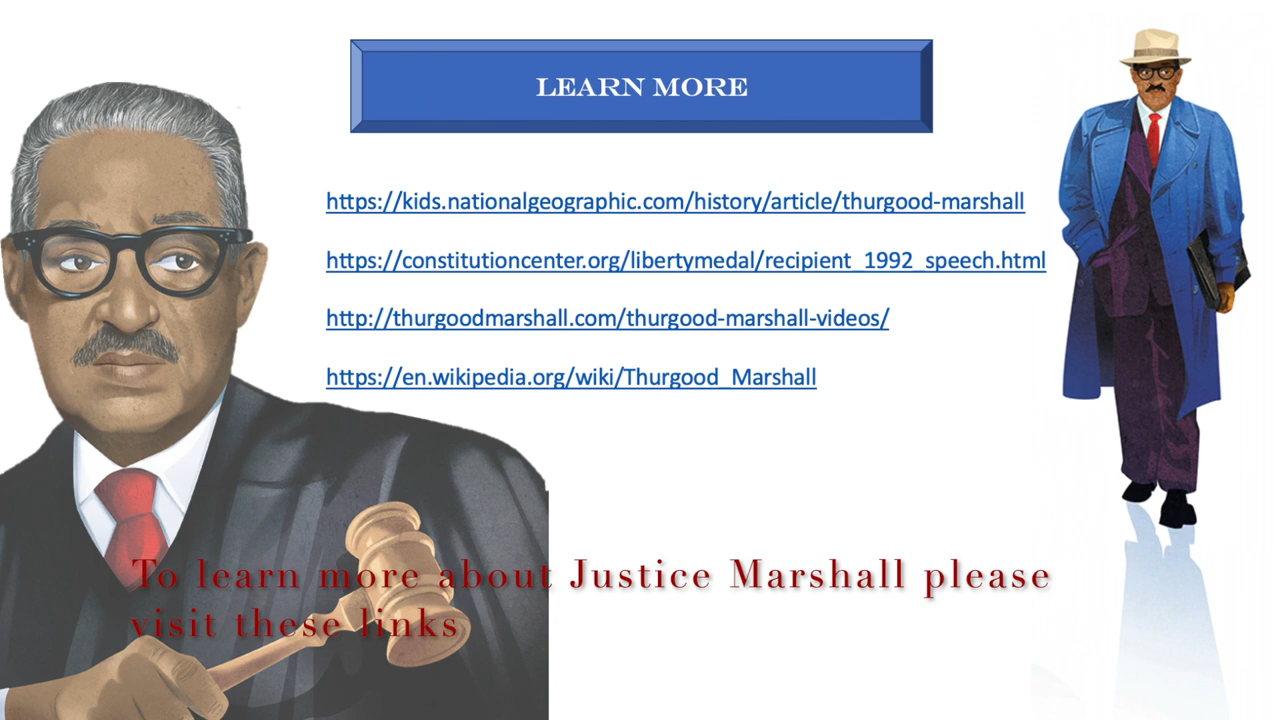 LEARN MORE
https://kids.nationalgeographic.com/history/article/thurgood-marshall
https://constitutioncenter.org/libertymedal/recipient_1992_speech.html
http://thurgoodmarshall.com/thurgood-marshall-videos/
https://en.wikipedia.org/wiki/Thurgood_Marshall
To learn more about Justice Marshall please
visit these links